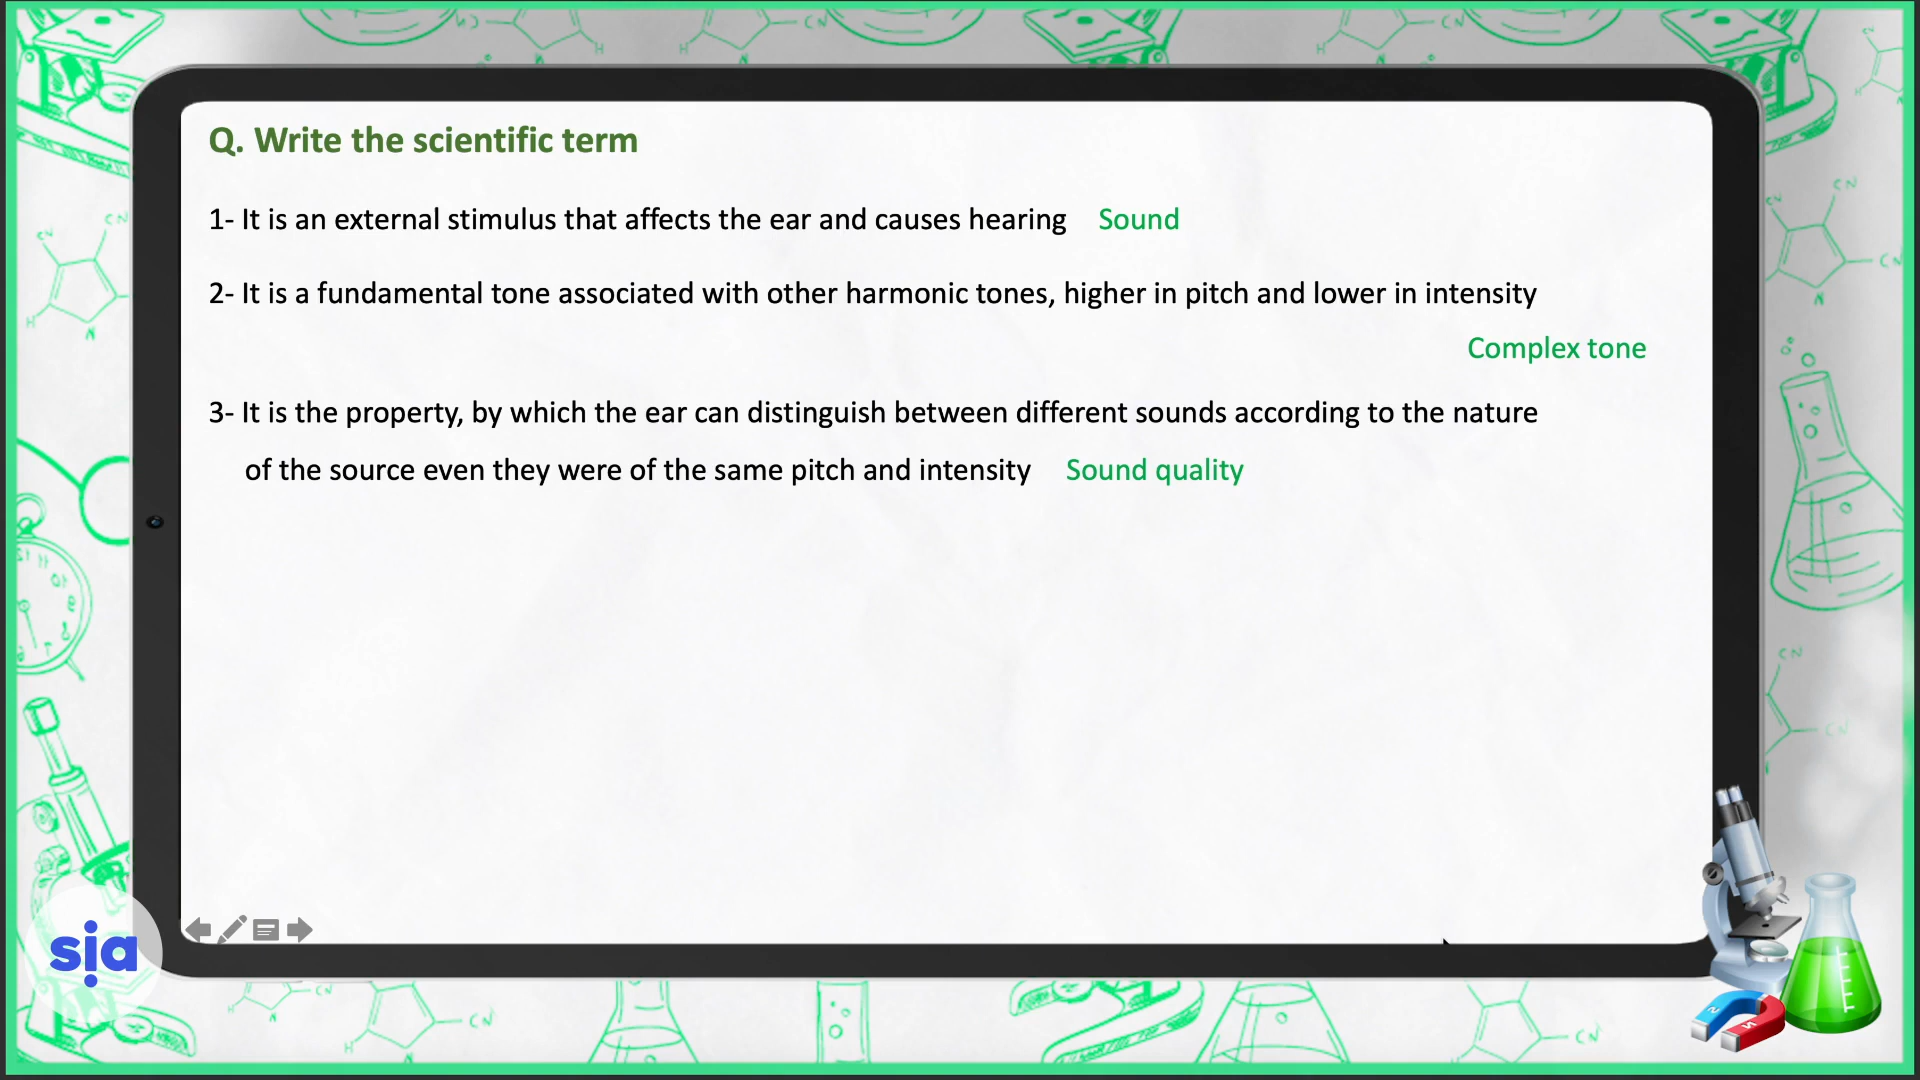 Q. Write the scientific term
1- It is an external stimulus that affects the ear and causes hearing Sound
2- It is a fundamental tone associated with other harmonic tones, higher in pitch and lower in intensity
Complex tone
3- It is the property, by which the ear can distinguish between different sounds according to the nature
of the source even they were of the same pitch and intensity Sound quality
sia